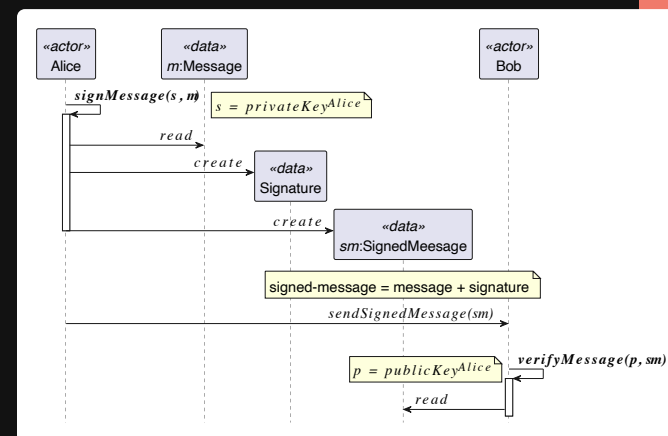 «actor»
Alice
«data»
m:Message
«actor»
Bob
signMessage(s, m)
s = privateKey^Alice
read
create
«data»
Signature
create
«data»
sm:SignedMeesage
signed-message = message + signature
sendSignedMessage(sm)
verifyMessage(p, sm)
p = publicKey^Alice
read